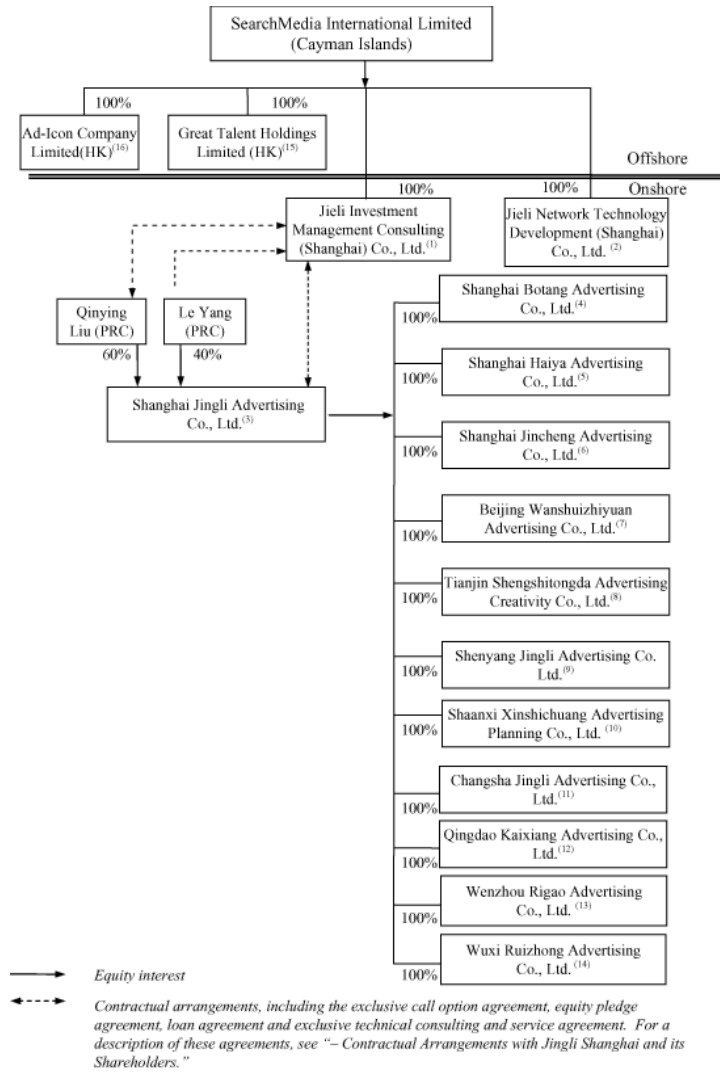 SearchMedia International Limited
(Cayman Islands)
100%
100%
Ad-Icon Company
Limited(HK)(16)
Great Talent Holdings
Limited (HK)(15)
Offshore
Onshore
100%
100%
Jieli Investment
Management Consulting
(Shanghai) Co., Ltd.(1)
Jieli Network Technology
Development (Shanghai)
Co., Ltd. (2)
Qinying
Liu (PRC)
Le Yang
(PRC)
60%
40%
Shanghai Jingli Advertising
Co., Ltd.(3)
Shanghai Botang Advertising
Co., Ltd.(4)
100%
Shanghai Haiya Advertising
Co., Ltd.(5)
100%
Shanghai Jincheng Advertising
Co., Ltd.(6)
100%
Beijing Wanshuizhiyuan
Advertising Co., Ltd.(7)
100%
Tianjin Shengshitongda Advertising
Creativity Co., Ltd.(8)
100%
Shenyang Jingli Advertising Co.
Ltd.(9)
100%
Shaanxi Xinshichuang Advertising
Planning Co., Ltd. (10)
100%
Changsha Jingli Advertising Co.,
Ltd.(11)
100%
Qingdao Kaixiang Advertising Co.,
Ltd.(12)
100%
Wenzhou Rigao Advertising
Co., Ltd. (13)
100%
Wuxi Ruizhong Advertising
Co., Ltd. (14)
100%
Equity interest
Contractual arrangements, including the exclusive call option agreement, equity pledge
agreement, loan agreement and exclusive technical consulting and service agreement. For a
description of these agreements, see “– Contractual Arrangements with Jingli Shanghai and its
Shareholders.”